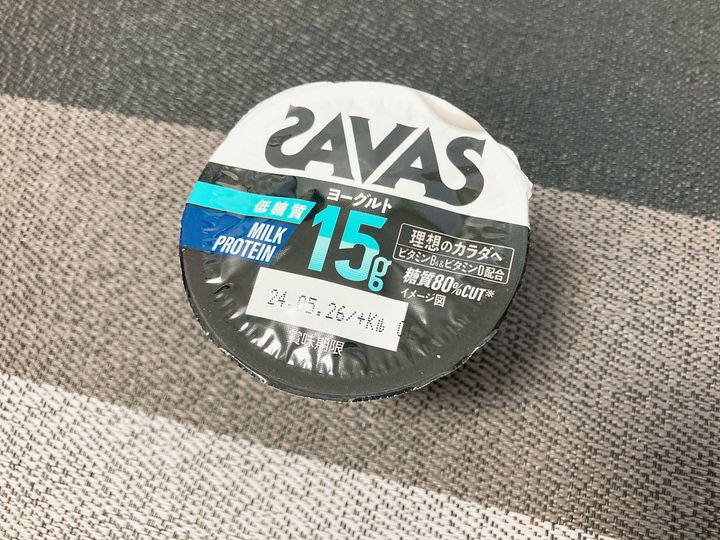 SAVAS
低糖質
MILK
PROTEIN
ヨーグルト
15g
理想のカラダへ
ビタミンB6&ビタミンD配合
糖質80%CUT※
イメージ図
24.05.26/+Kル
賞味期限